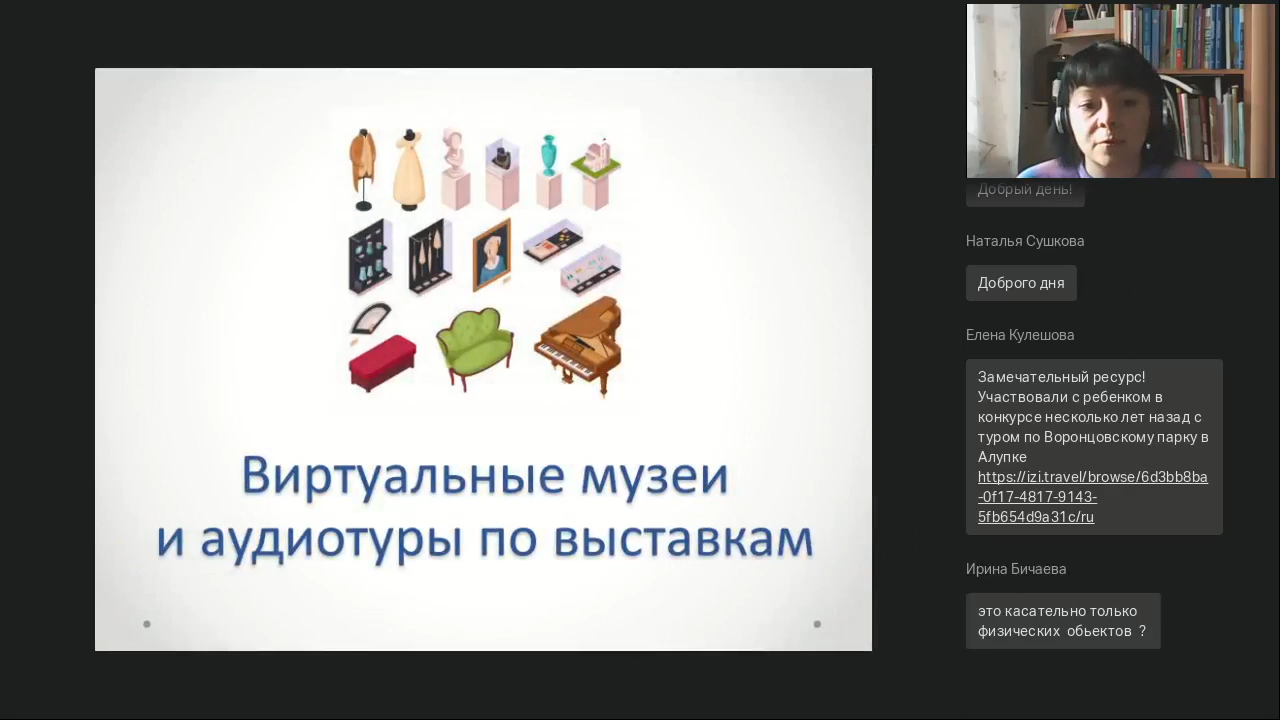 Виртуальные музеи
и аудиотуры по выставкам
Добрый день!
Наталья Сушкова
Доброго дня
Елена Кулешова
Замечательный ресурс!
Участвовали с ребенком в
конкурсе несколько лет назад с
туром по Воронцовскому парку в
Алупке
https://izi.travel/browse/6d3bb8ba
-0f17-4817-9143-
5fb654d9a31c/ru
Ирина Бичаева
это касательно только
физических обьектов ?